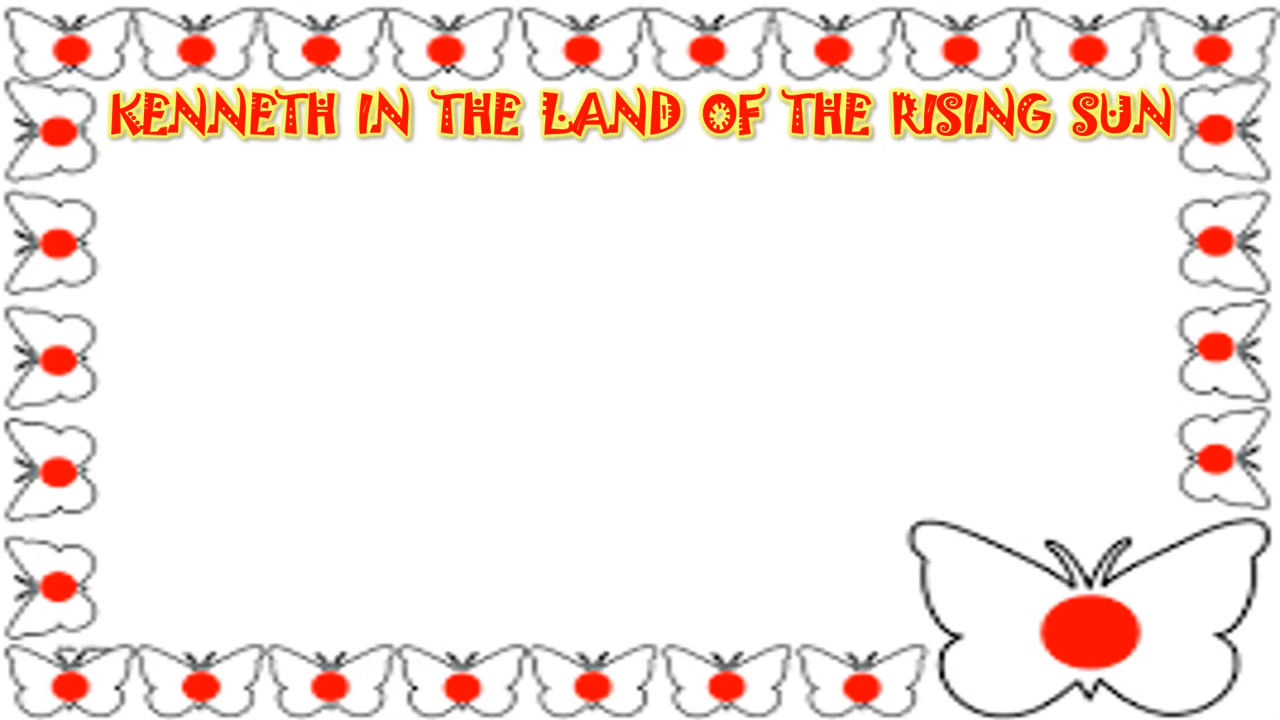 KENNETH IN THE LAND OF THE RISING SUN